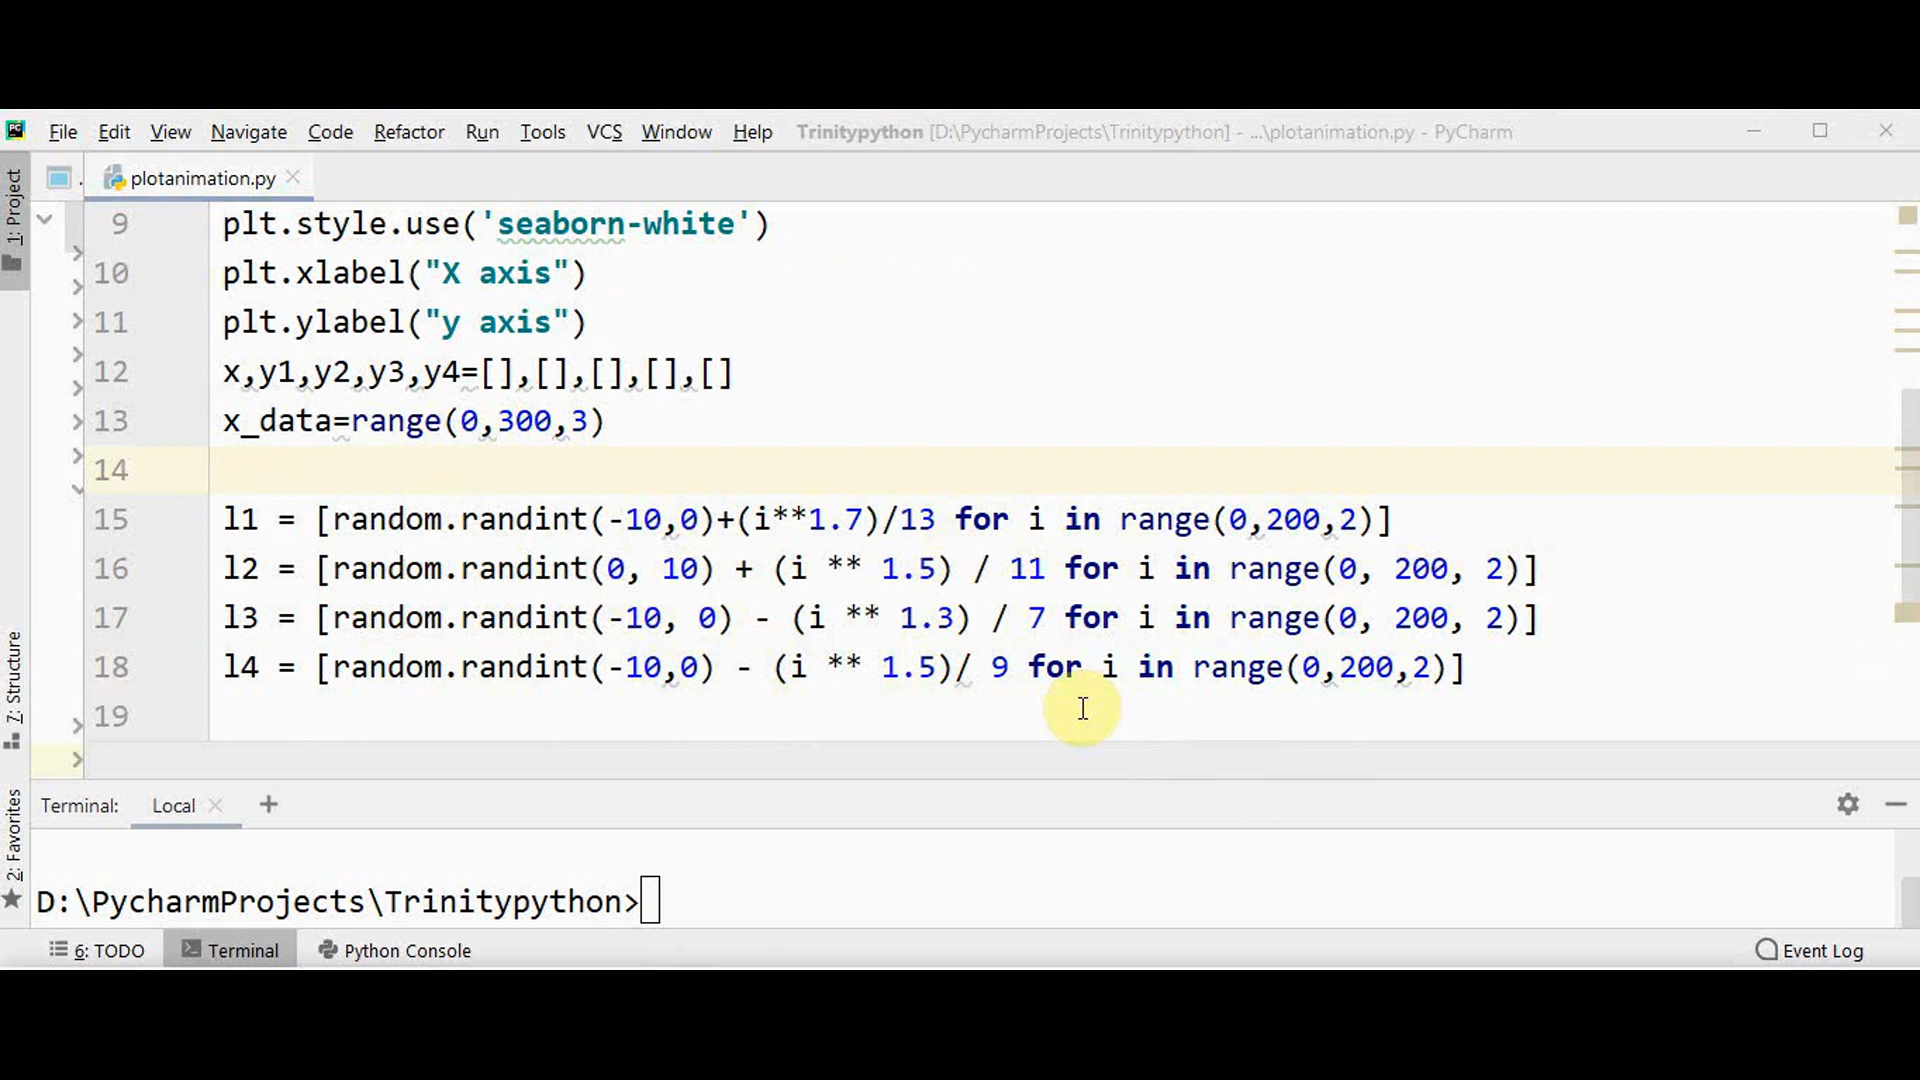 PC File Edit View Navigate Code Refactor Run Tools VCS Window Help Trinitypython [D:\PycharmProjects\Trinitypython] - ...\plotanimation.py - PyCharm
plotanimation.py
1: Project
7: Structure
2: Favorites
9 plt.style.use('seaborn-white')
10 plt.xlabel("X axis")
11 plt.ylabel("y axis")
12 x,y1,y2,y3,y4=[],[],[],[],[]
13 x_data=range(0,300,3)
14
15 l1 = [random.randint(-10,0)+(i**1.7)/13 for i in range(0,200,2)]
16 l2 = [random.randint(0, 10) + (i ** 1.5) / 11 for i in range(0, 200, 2)]
17 l3 = [random.randint(-10, 0) - (i ** 1.3) / 7 for i in range(0, 200, 2)]
18 l4 = [random.randint(-10,0) - (i ** 1.5)/ 9 for i in range(0,200,2)]
19
Terminal: Local +
D:\PycharmProjects\Trinitypython>
6: TODO Terminal Python Console Event Log